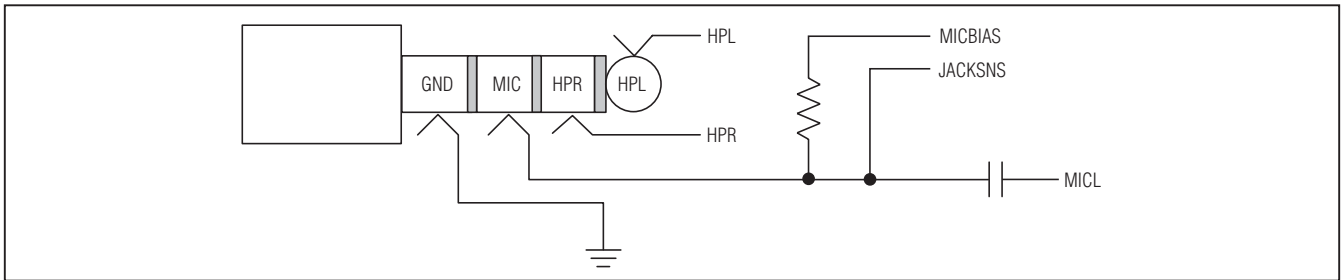 HPL
MICBIAS
JACKSNS
GND MIC HPR HPL
HPR
MICL